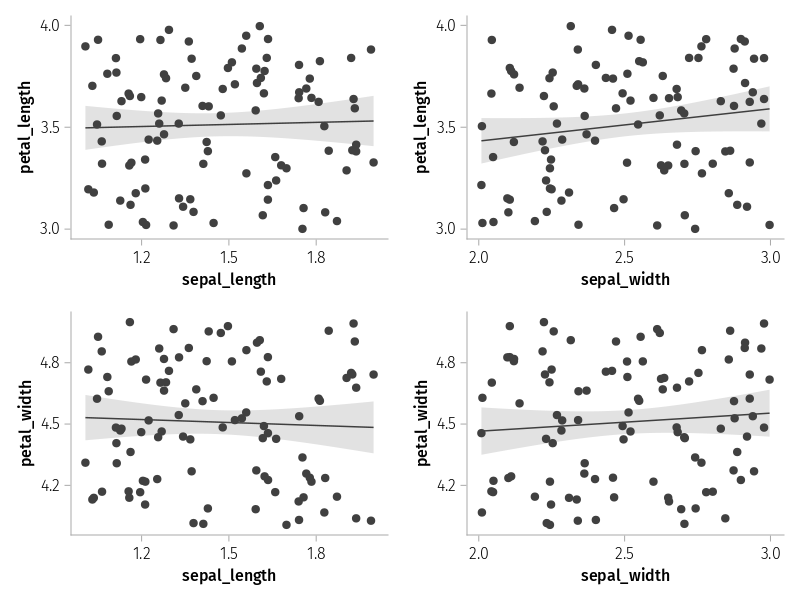 petal_length
4.0
3.5
3.0
1.2 1.5 1.8
sepal_length
petal_length
4.0
3.5
3.0
2.0 2.5 3.0
sepal_width
petal_width
4.8
4.5
4.2
1.2 1.5 1.8
sepal_length
petal_width
4.8
4.5
4.2
2.0 2.5 3.0
sepal_width